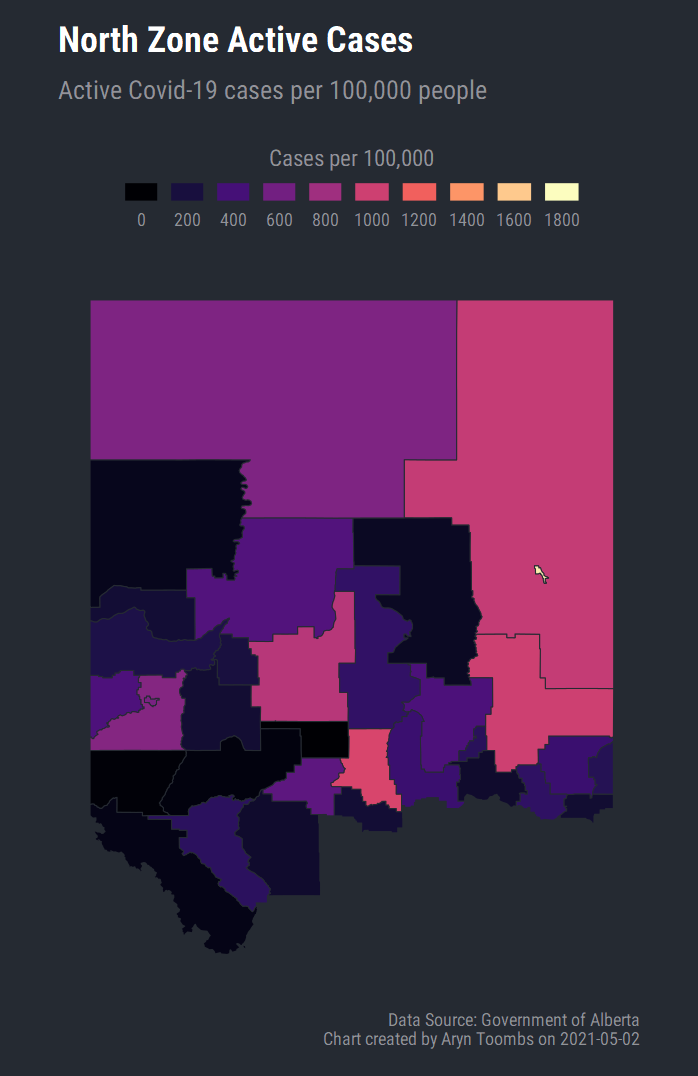 North Zone Active Cases
Active Covid-19 cases per 100,000 people
Cases per 100,000
0 200 400 600 800 1000 1200 1400 1600 1800
Data Source: Government of Alberta
Chart created by Aryn Toombs on 2021-05-02